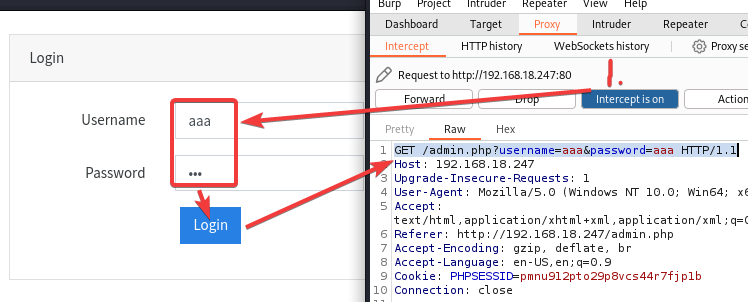 Login
Username
aaa
Password
•••
Login
Burp Project Intruder Repeater View Help
Dashboard Target Proxy Intruder Repeater Co
Intercept HTTP history WebSockets history Proxy se
1.
Request to http://192.168.18.247:80
Forward Drop Intercept is on Action
Pretty Raw Hex
1 GET /admin.php?username=aaa&password=aaa HTTP/1.1
2 Host: 192.168.18.247
3 Upgrade-Insecure-Requests: 1
4 User-Agent: Mozilla/5.0 (Windows NT 10.0; Win64; x6
5 Accept:
text/html,application/xhtml+xml,application/xml;q=0
6 Referer: http://192.168.18.247/admin.php
7 Accept-Encoding: gzip, deflate, br
8 Accept-Language: en-US,en;q=0.9
9 Cookie: PHPSESSID=pmnu912pto29p8vcs44r7fjp1b
10 Connection: close